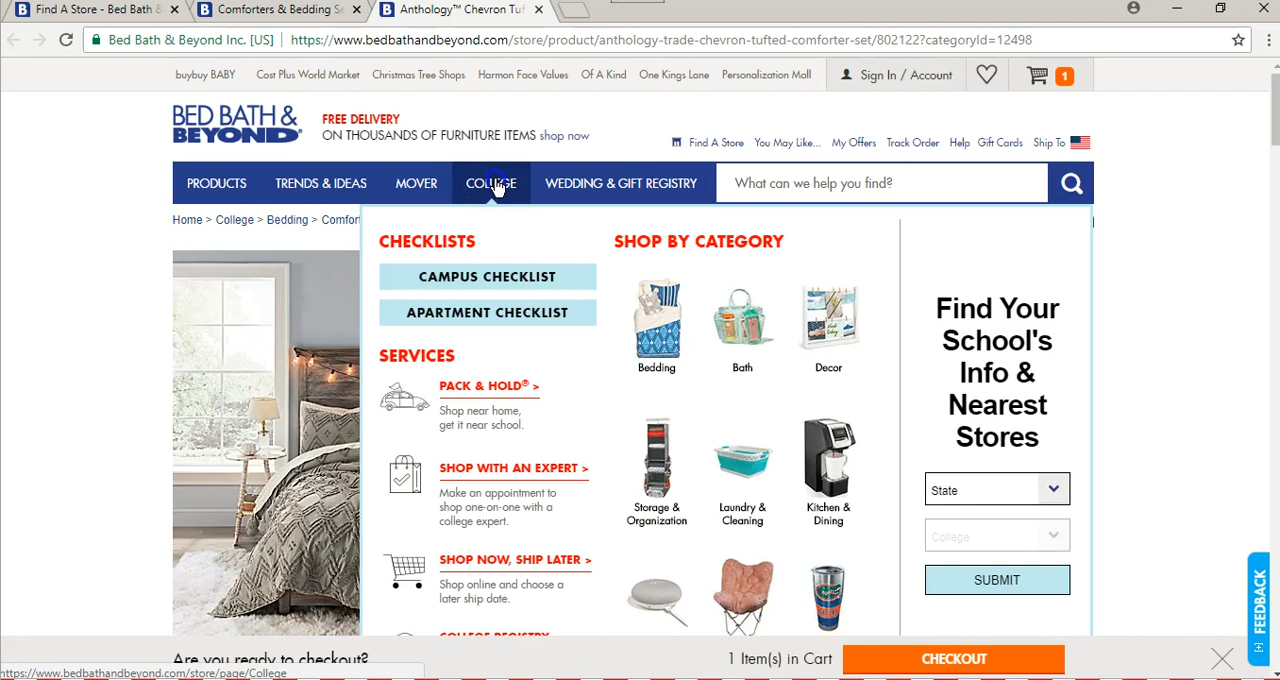 Find A Store - Bed Bath &
Comforters & Bedding Se
Anthology™ Chevron Tuf
Bed Bath & Beyond Inc. [US]
https://www.bedbathandbeyond.com/store/product/anthology-trade-chevron-tufted-comforter-set/802122?categoryId=12498
buybuy BABY Cost Plus World Market Christmas Tree Shops Harmon Face Values Of A Kind One Kings Lane Personalization Mall Sign In / Account 1
BED BATH &
BEYOND
FREE DELIVERY
ON THOUSANDS OF FURNITURE ITEMS shop now
Find A Store You May Like... My Offers Track Order Help Gift Cards Ship To
PRODUCTS TRENDS & IDEAS MOVER COLLEGE WEDDING & GIFT REGISTRY What can we help you find?
Home > College > Bedding > Comfor
CHECKLISTS
CAMPUS CHECKLIST
APARTMENT CHECKLIST
SERVICES
PACK & HOLD® >
Shop near home,
get it near school.
SHOP WITH AN EXPERT >
Make an appointment to
shop one-on-one with a
college expert.
SHOP NOW, SHIP LATER >
Shop online and choose a
later ship date.
COLLEGE REGISTRY
SHOP BY CATEGORY
Bedding Bath Decor
Storage &
Organization
Laundry &
Cleaning
Kitchen &
Dining
Find Your
School's
Info &
Nearest
Stores
State
College
SUBMIT
FEEDBACK
Are you ready to checkout?
1 Item(s) in Cart
CHECKOUT
https://www.bedbathandbeyond.com/store/page/College